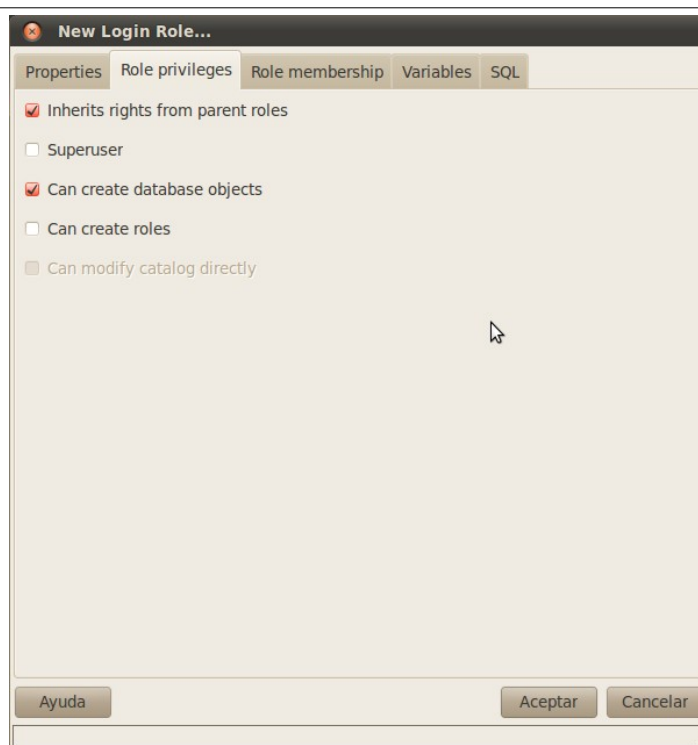 New Login Role...
Properties Role privileges Role membership Variables SQL
Inherits rights from parent roles
Superuser
Can create database objects
Can create roles
Can modify catalog directly
Ayuda Aceptar Cancelar